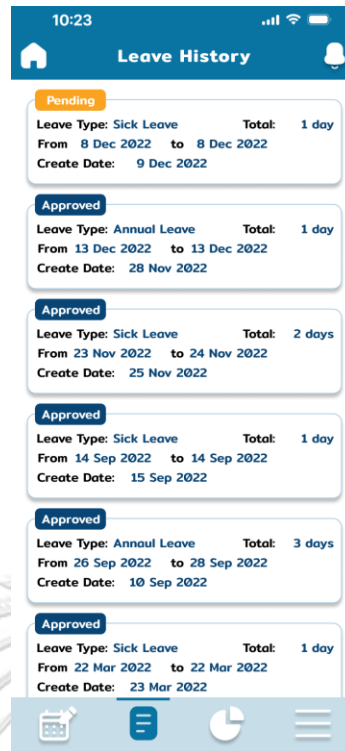 10:23
Leave History
Pending
Leave Type: Sick Leave Total: 1 day
From 8 Dec 2022 to 8 Dec 2022
Create Date: 9 Dec 2022
Approved
Leave Type: Annual Leave Total: 1 day
From 13 Dec 2022 to 13 Dec 2022
Create Date: 28 Nov 2022
Approved
Leave Type: Sick Leave Total: 2 days
From 23 Nov 2022 to 24 Nov 2022
Create Date: 25 Nov 2022
Approved
Leave Type: Sick Leave Total: 1 day
From 14 Sep 2022 to 14 Sep 2022
Create Date: 15 Sep 2022
Approved
Leave Type: Annaul Leave Total: 3 days
From 26 Sep 2022 to 28 Sep 2022
Create Date: 10 Sep 2022
Approved
Leave Type: Sick Leave Total: 1 day
From 22 Mar 2022 to 22 Mar 2022
Create Date: 23 Mar 2022